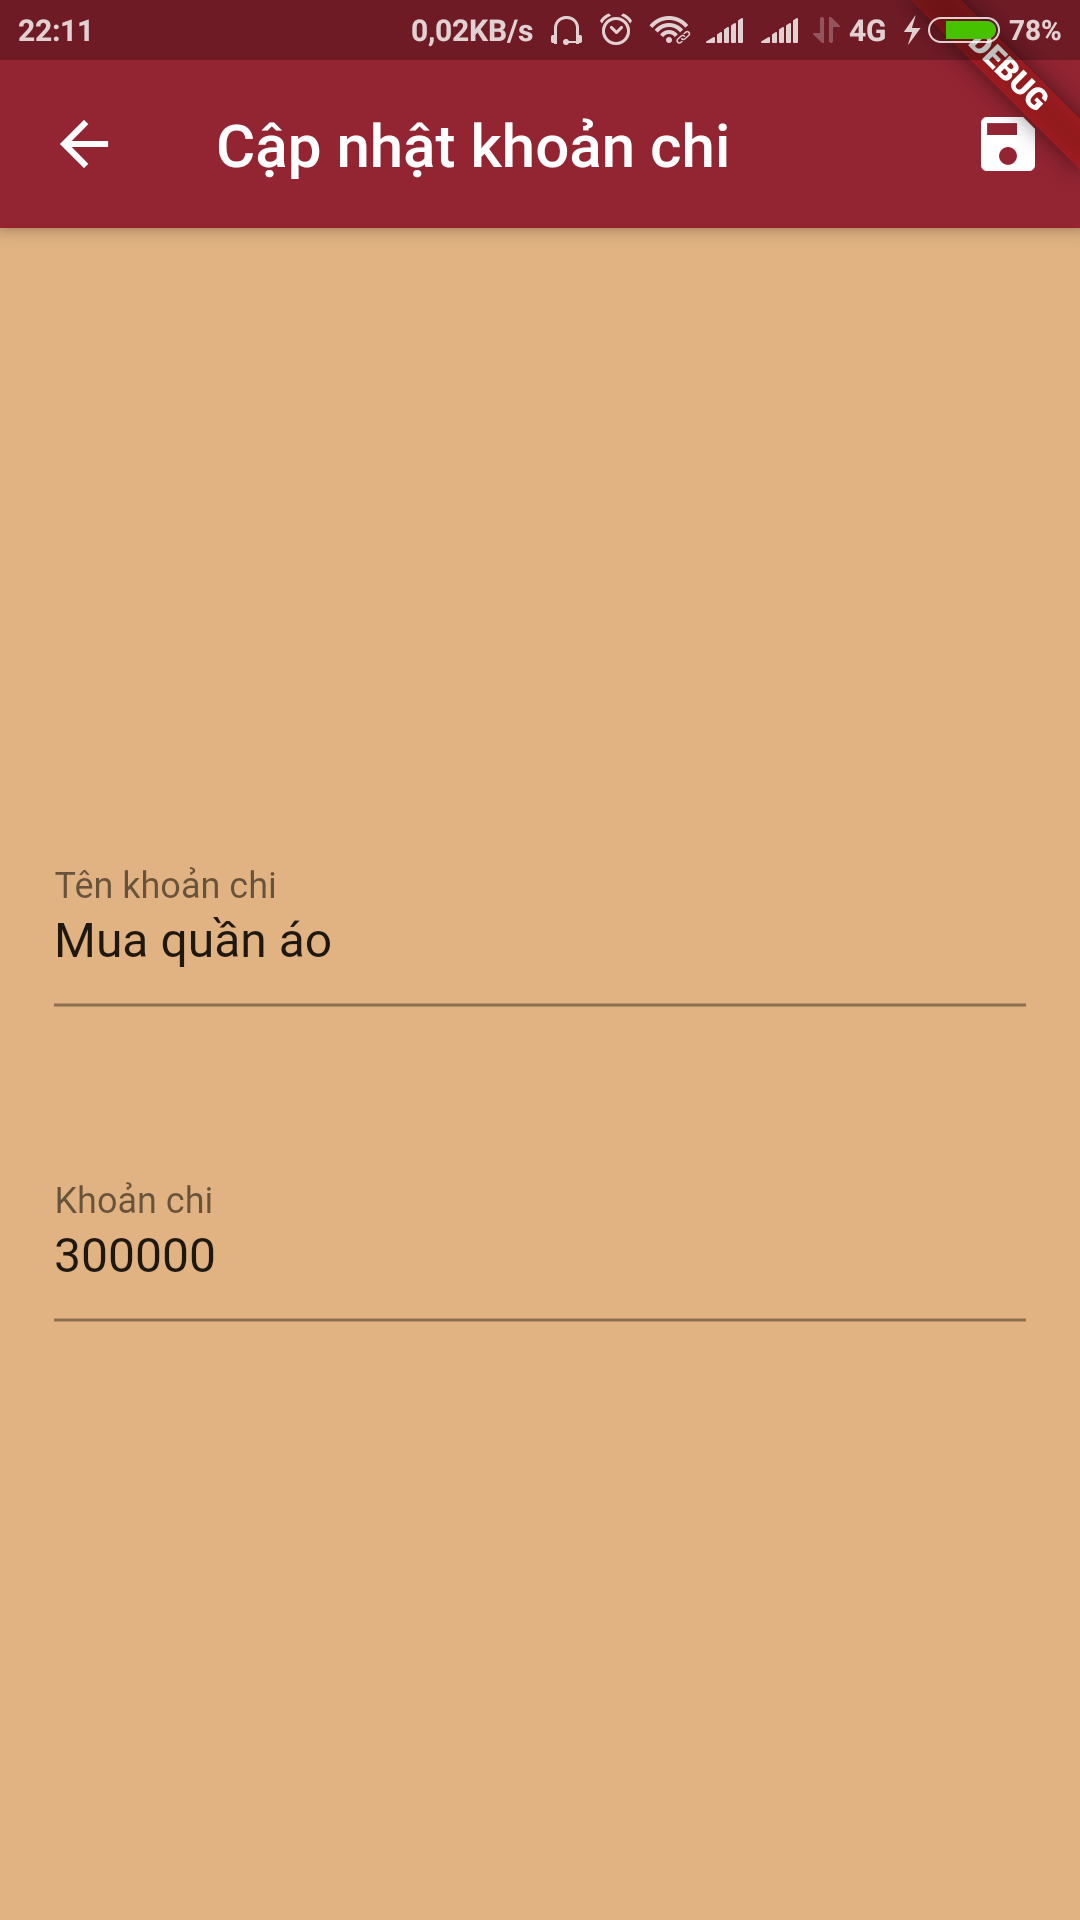 22:11 0,02KB/s 4G 78%
DEBUG
Cập nhật khoản chi
Tên khoản chi
Mua quần áo
Khoản chi
300000